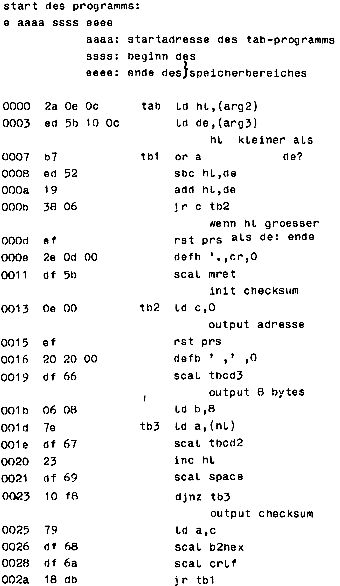 start des programms:
e aaaa ssss eeee
aaaa: startadresse des tab-programms
ssss: beginn des
eeee: ende des}speicherbereiches
0000 2a 0e 0c tab ld hl,(arg2)
0003 ed 5b 10 0c ld de,(arg3)
hl kleiner als
0007 b7 tb1 or a de?
0008 ed 52 sbc hl,de
000a 19 add hl,de
000b 38 06 jr c tb2
wenn hl groesser
000d ef rst prs als de: ende
000e 2e 0d 00 defb '.,cr,0
0011 df 5b scal mret
init checksum
0013 0e 00 tb2 ld c,0
output adresse
0015 ef rst prs
0016 20 20 00 defb ' ,' ,0
0019 df 66 scal tbcd3
output 8 bytes
001b 06 08 ld b,8
001d 7e tb3 ld a,(hl)
001e df 67 scal tbcd2
0020 23 inc hl
0021 df 69 scal space
0023 10 f8 djnz tb3
output checksum
0025 79 ld a,c
0026 df 68 scal b2hex
0028 df 6a scal crlf
002a 18 db jr tb1